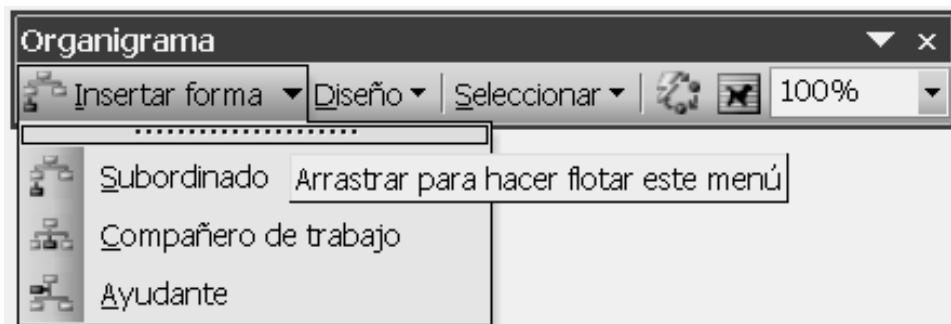 Organigrama
Insertar forma Diseño Seleccionar 100%
Subordinado Arrastrar para hacer flotar este menú
Compañero de trabajo
Ayudante